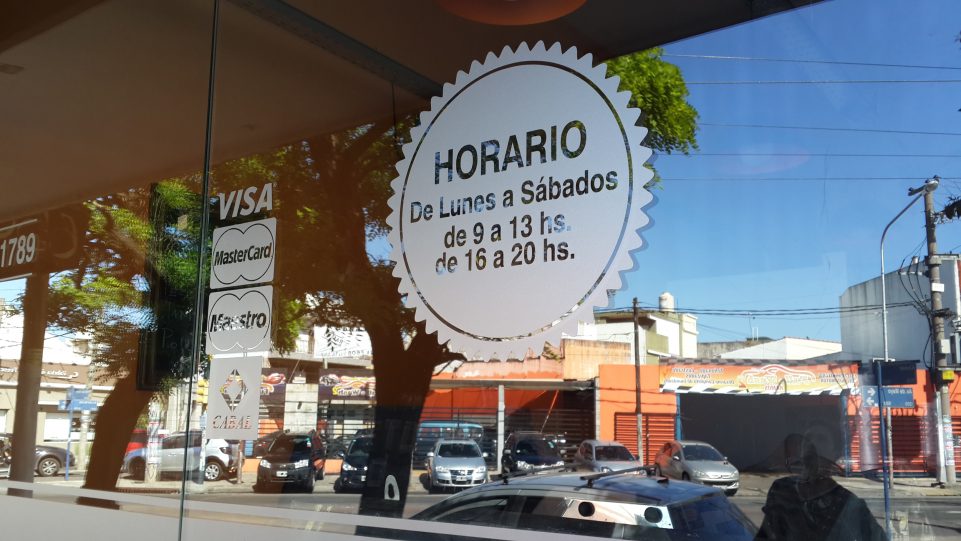 1789
VISA
MasterCard
Maestro
CABAL
HORARIO
De Lunes a Sábados
de 9 a 13 hs.
de 16 a 20 hs.